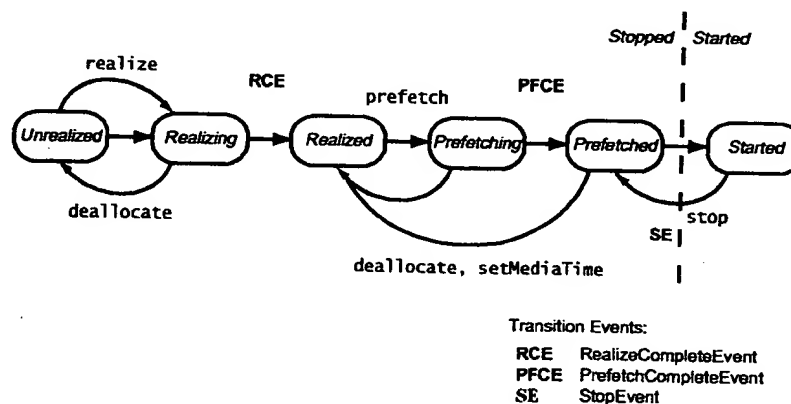 Stopped Started
realize RCE prefetch PFCE
Unrealized Realizing Realized Prefetching Prefetched Started
deallocate
SE stop
deallocate, setMediaTime
Transition Events:
RCE RealizeCompleteEvent
PFCE PrefetchCompleteEvent
SE StopEvent